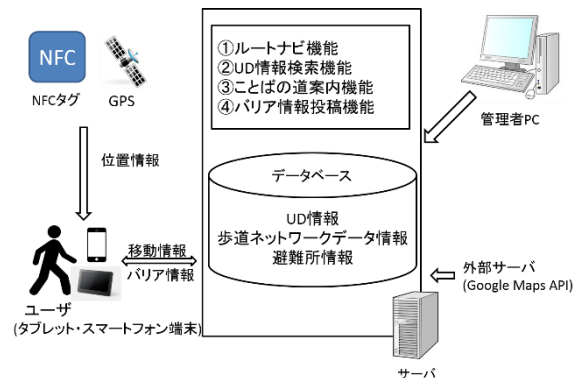 NFC
NFCタグ
GPS
位置情報
ユーザ
(タブレット・スマートフォン端末)
移動情報
バリア情報
①ルートナビ機能
②UD情報検索機能
③ことばの道案内機能
④バリア情報投稿機能
データベース
UD情報
歩道ネットワークデータ情報
避難所情報
管理者PC
外部サーバ
(Google Maps API)
サーバ